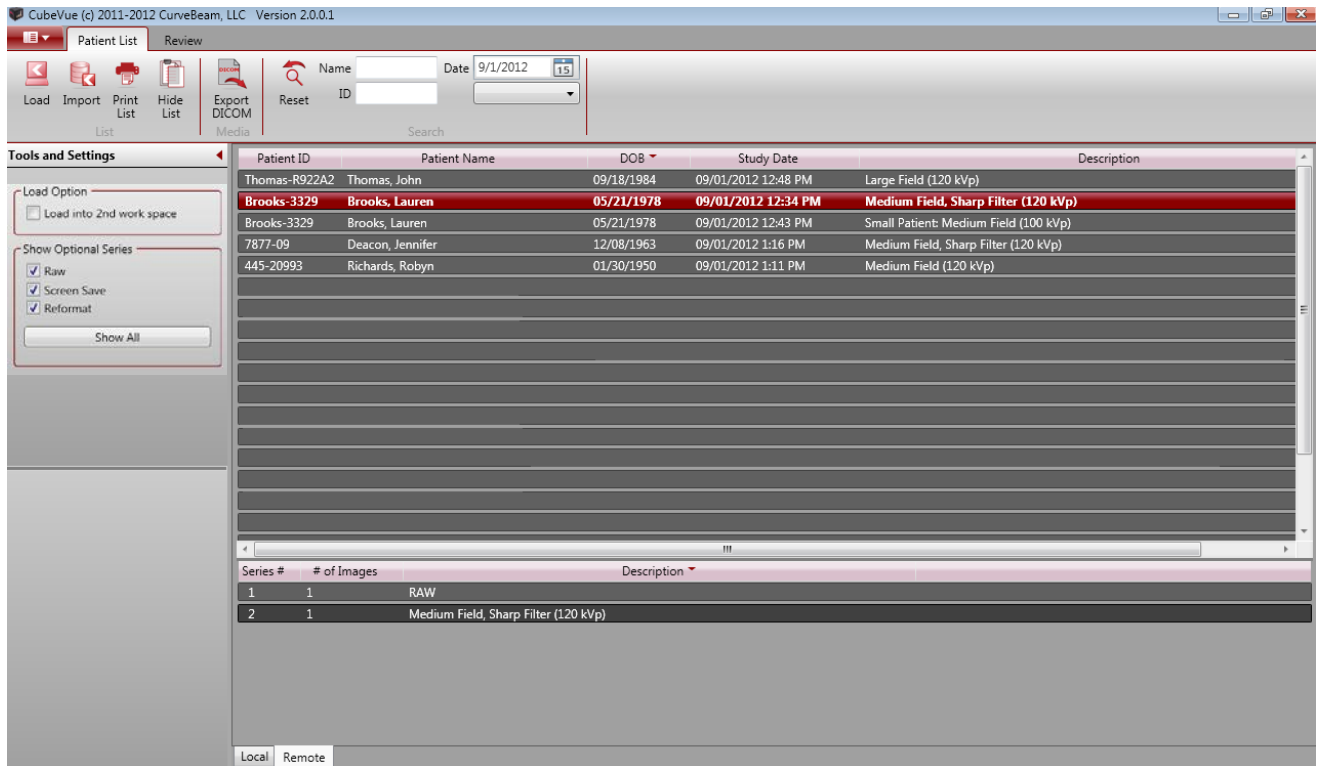 CubeVue (c) 2011-2012 CurveBeam, LLC Version 2.0.0.1
Patient List Review
Name Date 9/1/2012 15
ID
Load Import Print List Hide List Export DICOM Reset
List Media Search
Tools and Settings
Load Option
Load into 2nd work space
Show Optional Series
Raw
Screen Save
Reformat
Show All
Patient ID Patient Name DOB Study Date Description
Thomas-R922A2 Thomas, John 09/18/1984 09/01/2012 12:48 PM Large Field (120 kVp)
Brooks-3329 Brooks, Lauren 05/21/1978 09/01/2012 12:34 PM Medium Field, Sharp Filter (120 kVp)
Brooks-3329 Brooks, Lauren 05/21/1978 09/01/2012 12:43 PM Small Patient: Medium Field (100 kVp)
7877-09 Deacon, Jennifer 12/08/1963 09/01/2012 1:16 PM Medium Field, Sharp Filter (120 kVp)
445-20993 Richards, Robyn 01/30/1950 09/01/2012 1:11 PM Medium Field (120 kVp)
Series # # of Images Description
1 1 RAW
2 1 Medium Field, Sharp Filter (120 kVp)
Local Remote